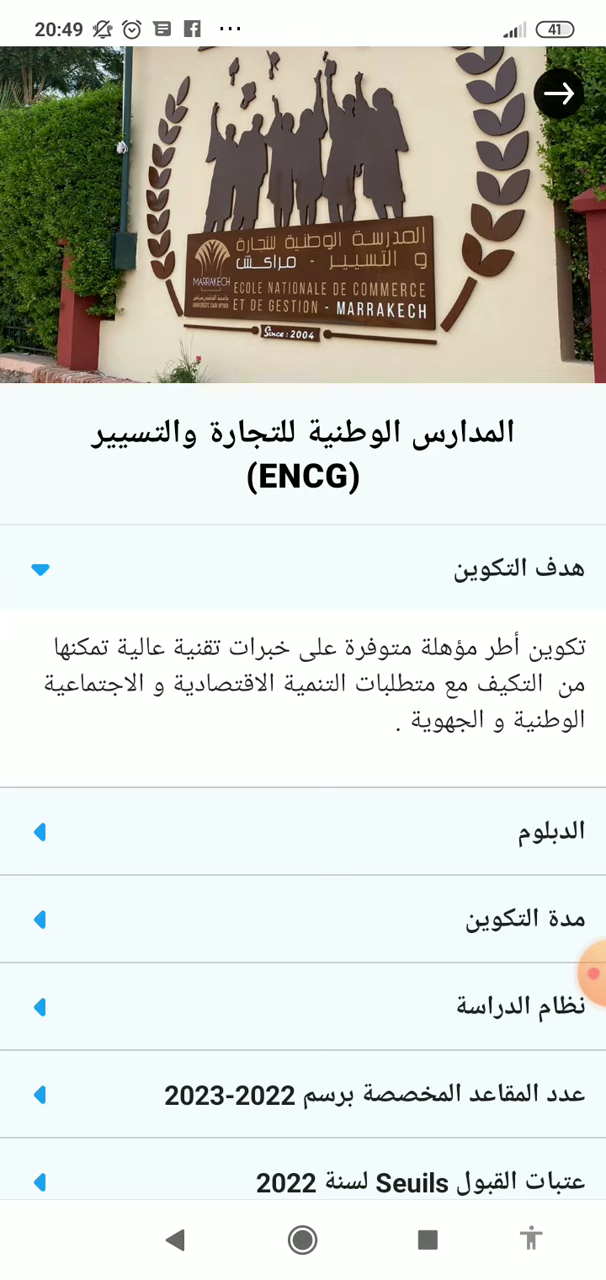 20:49
41
المدرسة الوطنية للتجارة
و التسيير - مراكش
MARRAKECH
ECOLE NATIONALE DE COMMERCE
ET DE GESTION - MARRAKECH
Since : 2004
المدارس الوطنية للتجارة والتسيير
(ENCG)
هدف التكوين
تكوين أطر مؤهلة متوفرة على خبرات تقنية عالية تمكنها
من التكيف مع متطلبات التنمية الاقتصادية و الاجتماعية
الوطنية و الجهوية .
الدبلوم
مدة التكوين
نظام الدراسة
عدد المقاعد المخصصة برسم 2022-2023
عتبات القبول Seuils لسنة 2022